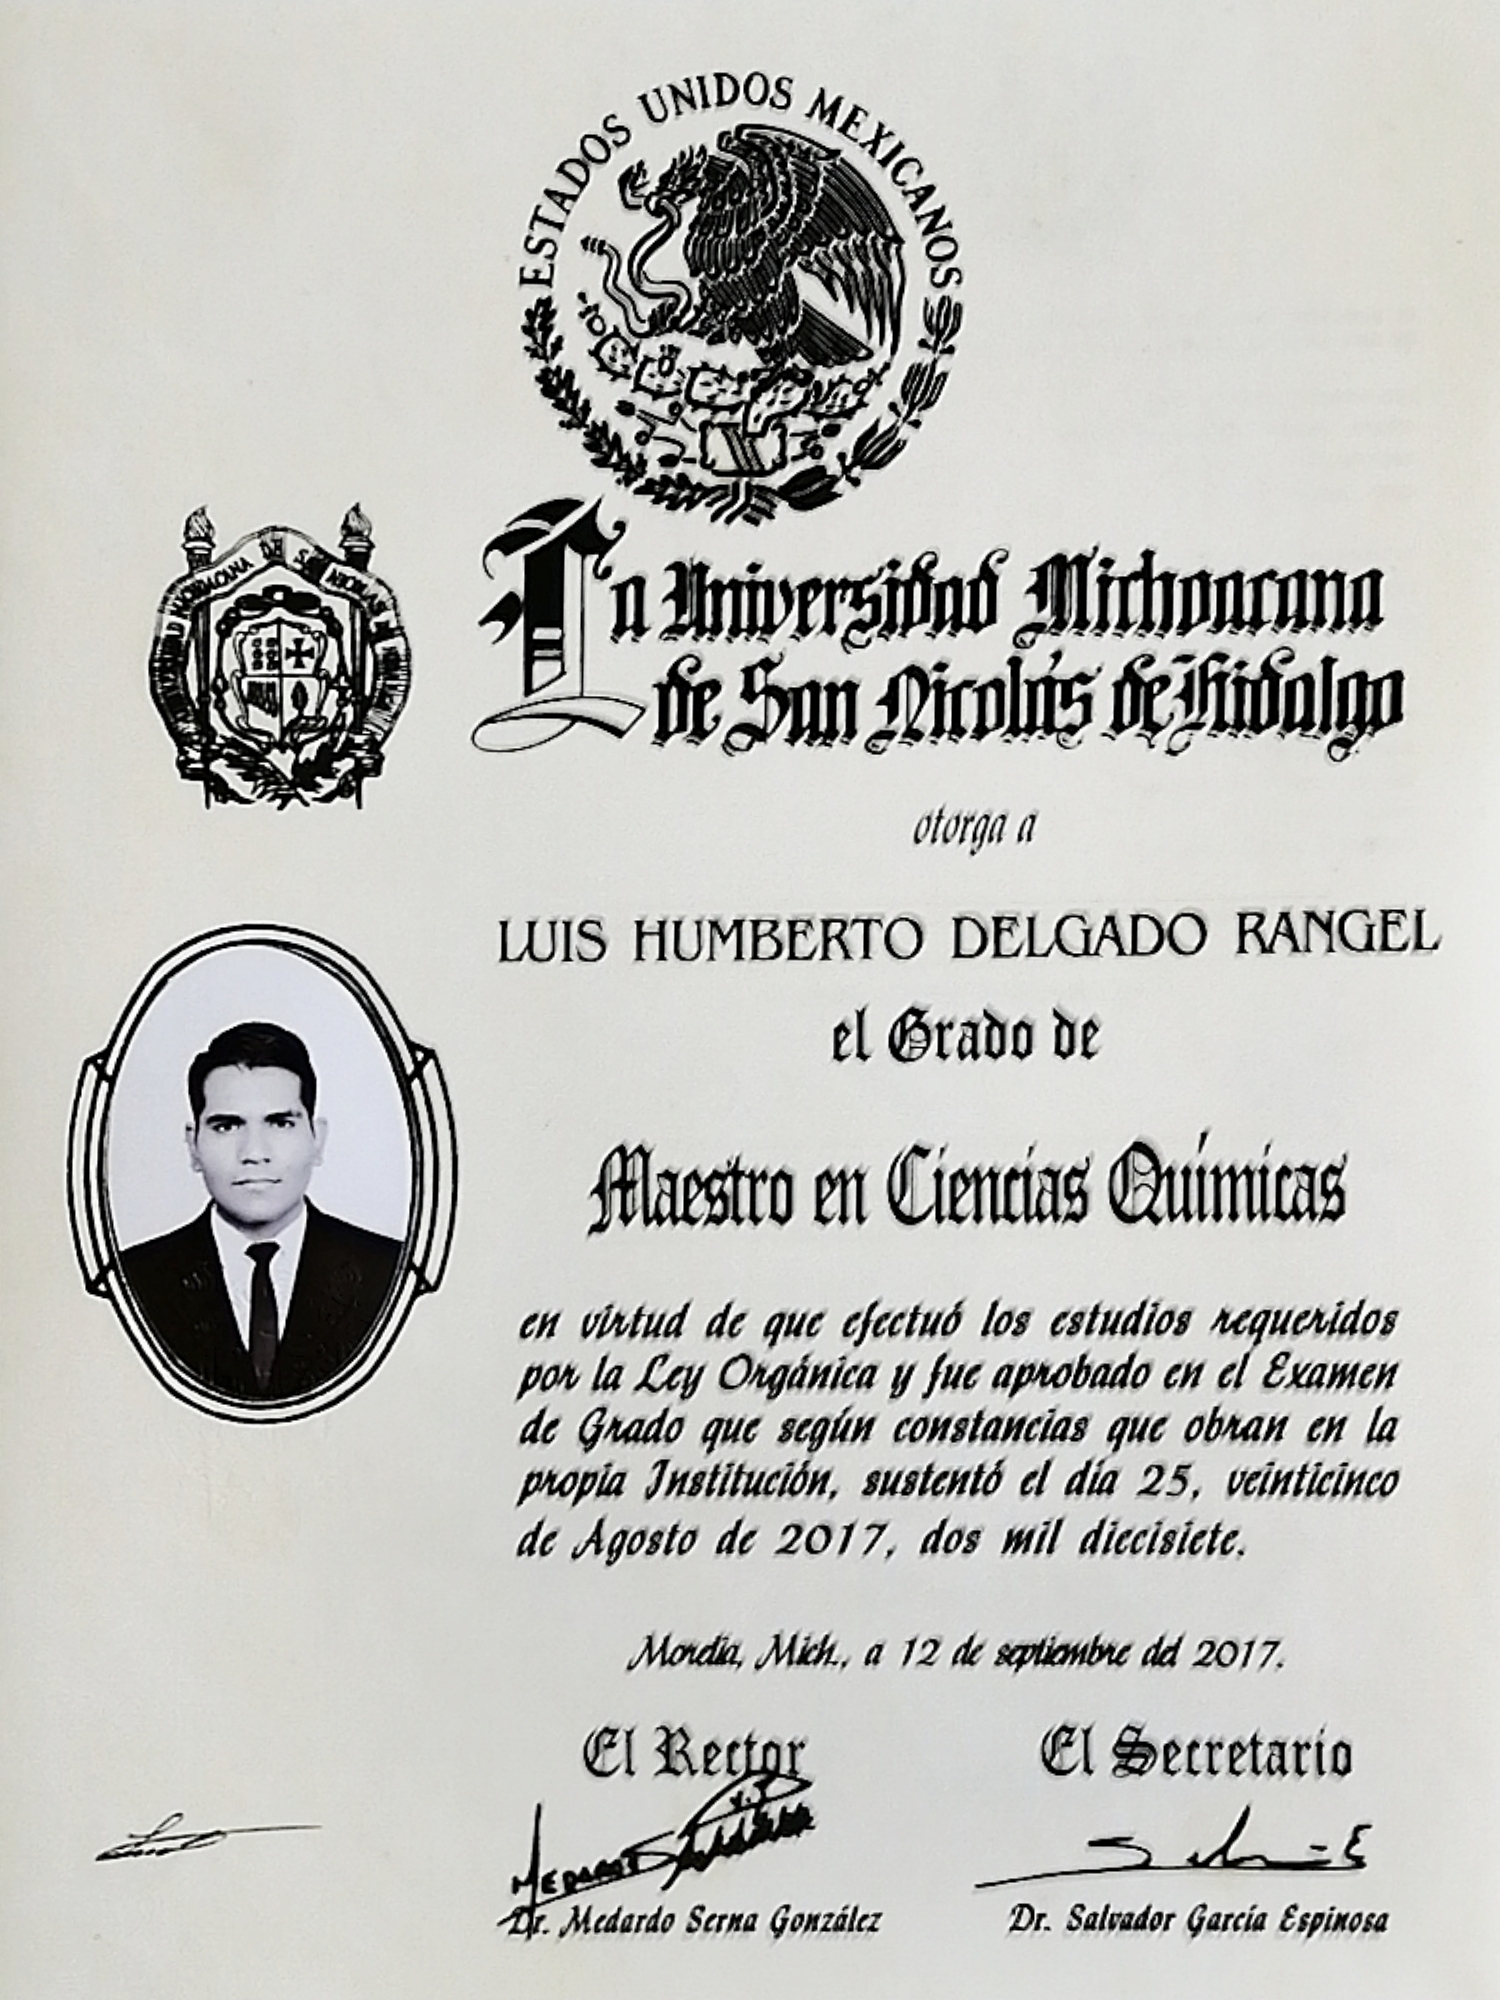 ESTADOS UNIDOS MEXICANOS
La Universidad Michoacana
de San Nicolás de Hidalgo
otorga a
LUIS HUMBERTO DELGADO RANGEL
el Grado de
Maestro en Ciencias Químicas
en virtud de que efectuó los estudios requeridos
por la Ley Orgánica y fue aprobado en el Examen
de Grado que según constancias que obran en la
propia Institución, sustentó el día 25, veinticinco
de Agosto de 2017, dos mil diecisiete.
Morelia, Mich., a 12 de septiembre del 2017.
El Rector
El Secretario
Dr. Medardo Serna González
Dr. Salvador García Espinosa